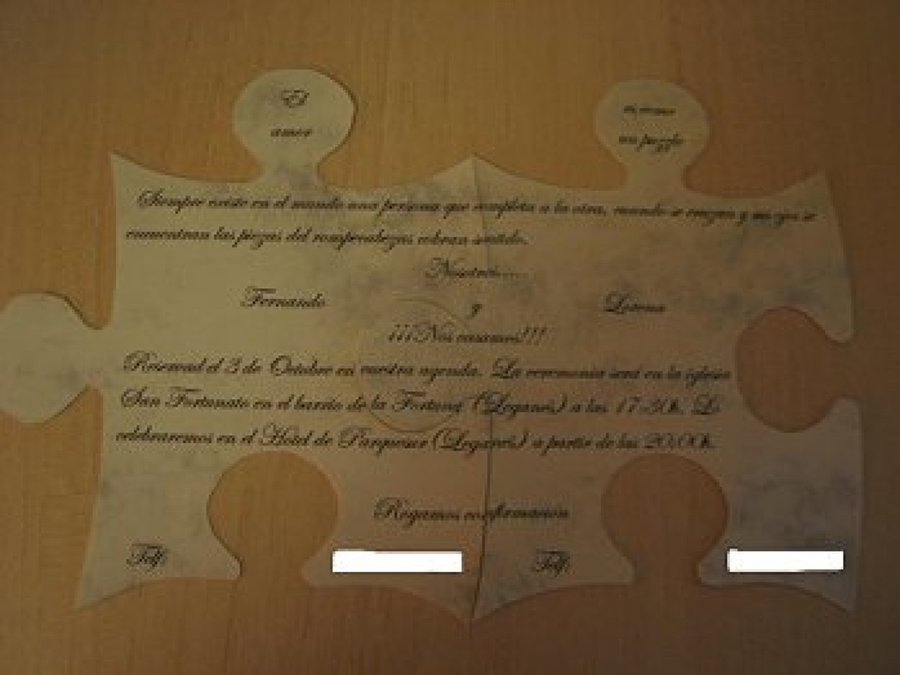 El
amor
es como
un puzzle
Siempre existe en el mundo una persona que completa a la otra, cuando se cruzan y sus ojos se
encuentran las piezas del rompecabezas cobran sentido.
Nosotros.....
Fernando y Lorena
¡¡¡Nos casamos!!!
Reservad el 3 de Octubre en vuestra agenda. La ceremonia será en la iglesia
San Fortunato en el barrio de la Fortuna (Leganés) a las 17:30h. Lo
celebraremos en el Hotel de Parquesur (Leganés) a partir de las 20:00h.
Rogamos confirmacion
Telf: Telf: